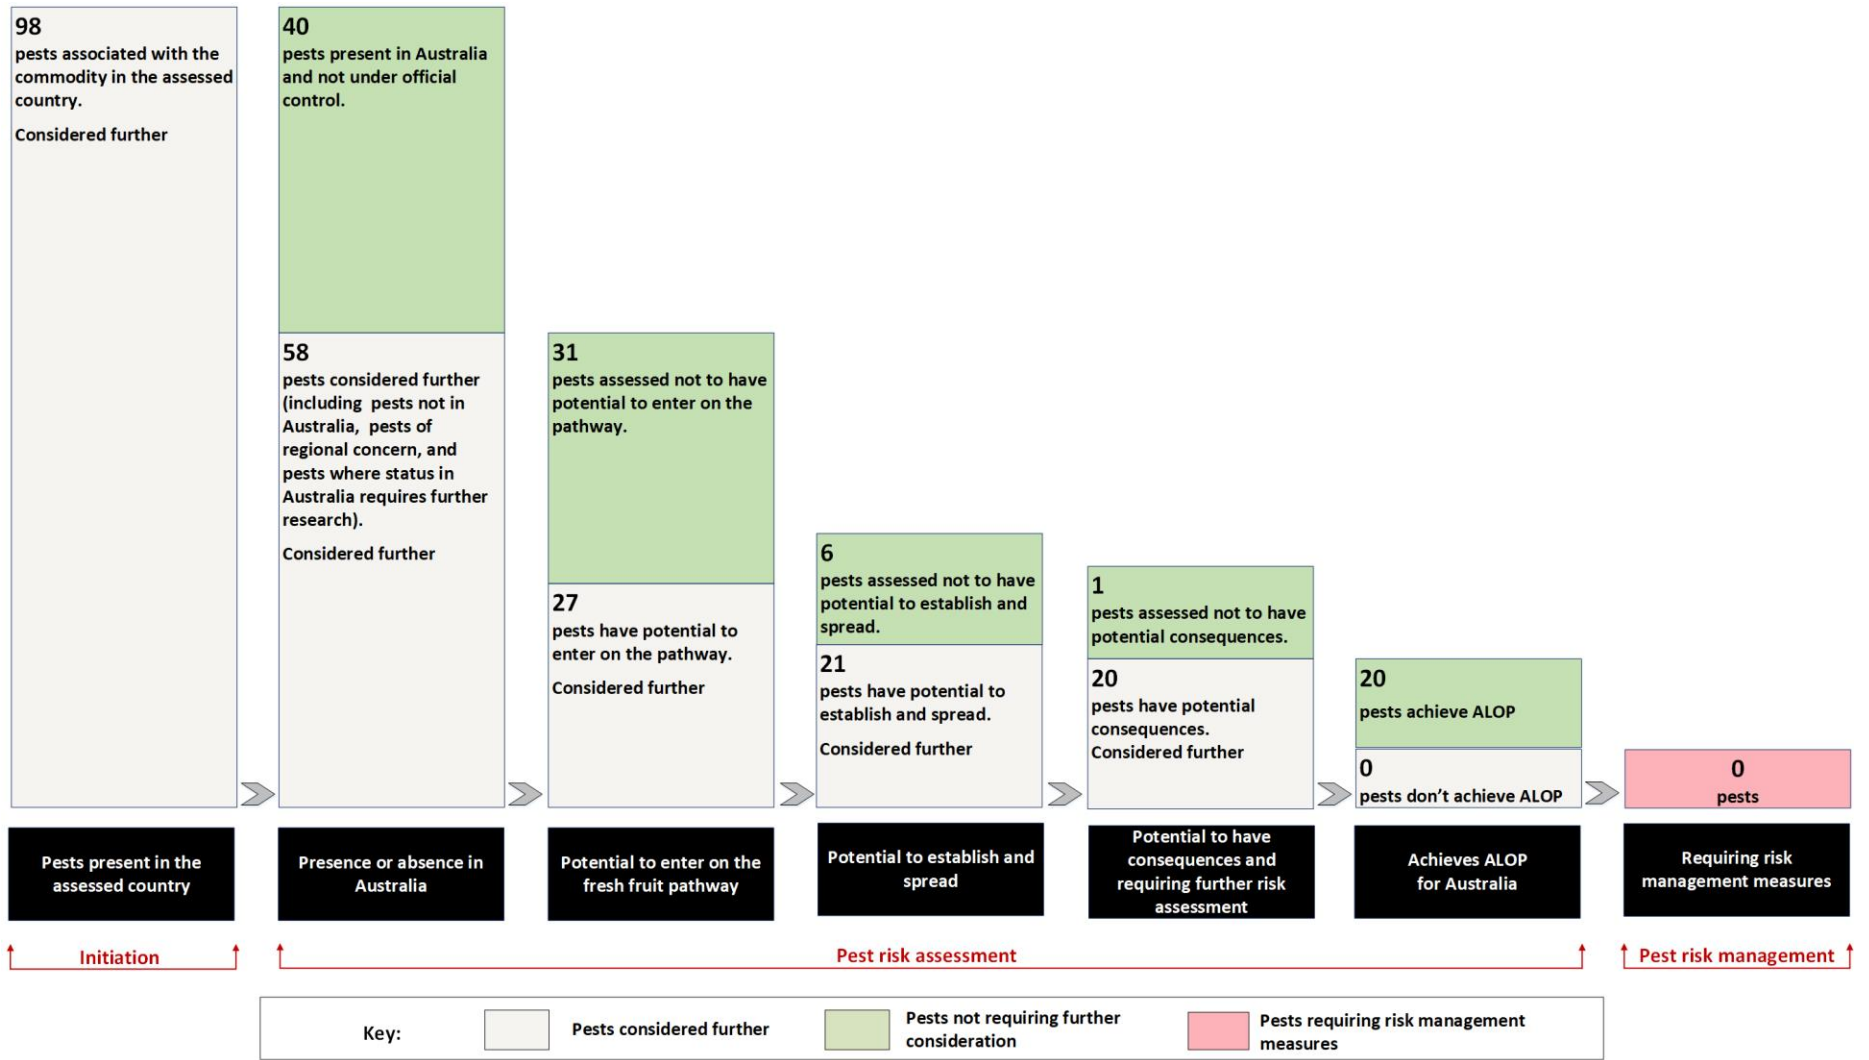 98
pests associated with the
commodity in the assessed
country.
Considered further
40
pests present in Australia
and not under official
control.
58
pests considered further
(including pests not in
Australia, pests of
regional concern, and
pests where status in
Australia requires further
research).
Considered further
31
pests assessed not to have
potential to enter on the
pathway.
27
pests have potential to
enter on the pathway.
Considered further
6
pests assessed not to have
potential to establish and
spread.
21
pests have potential to
establish and spread.
Considered further
1
pests assessed not to have
potential consequences.
20
pests have potential
consequences.
Considered further
20
pests achieve ALOP
0
pests don’t achieve ALOP
0
pests
Pests present in the
assessed country
Presence or absence in
Australia
Potential to enter on the
fresh fruit pathway
Potential to establish and
spread
Potential to have
consequences and
requiring further risk
assessment
Achieves ALOP
for Australia
Requiring risk
management measures
Initiation
Pest risk assessment
Pest risk management
Key:
Pests considered further
Pests not requiring further
consideration
Pests requiring risk management
measures